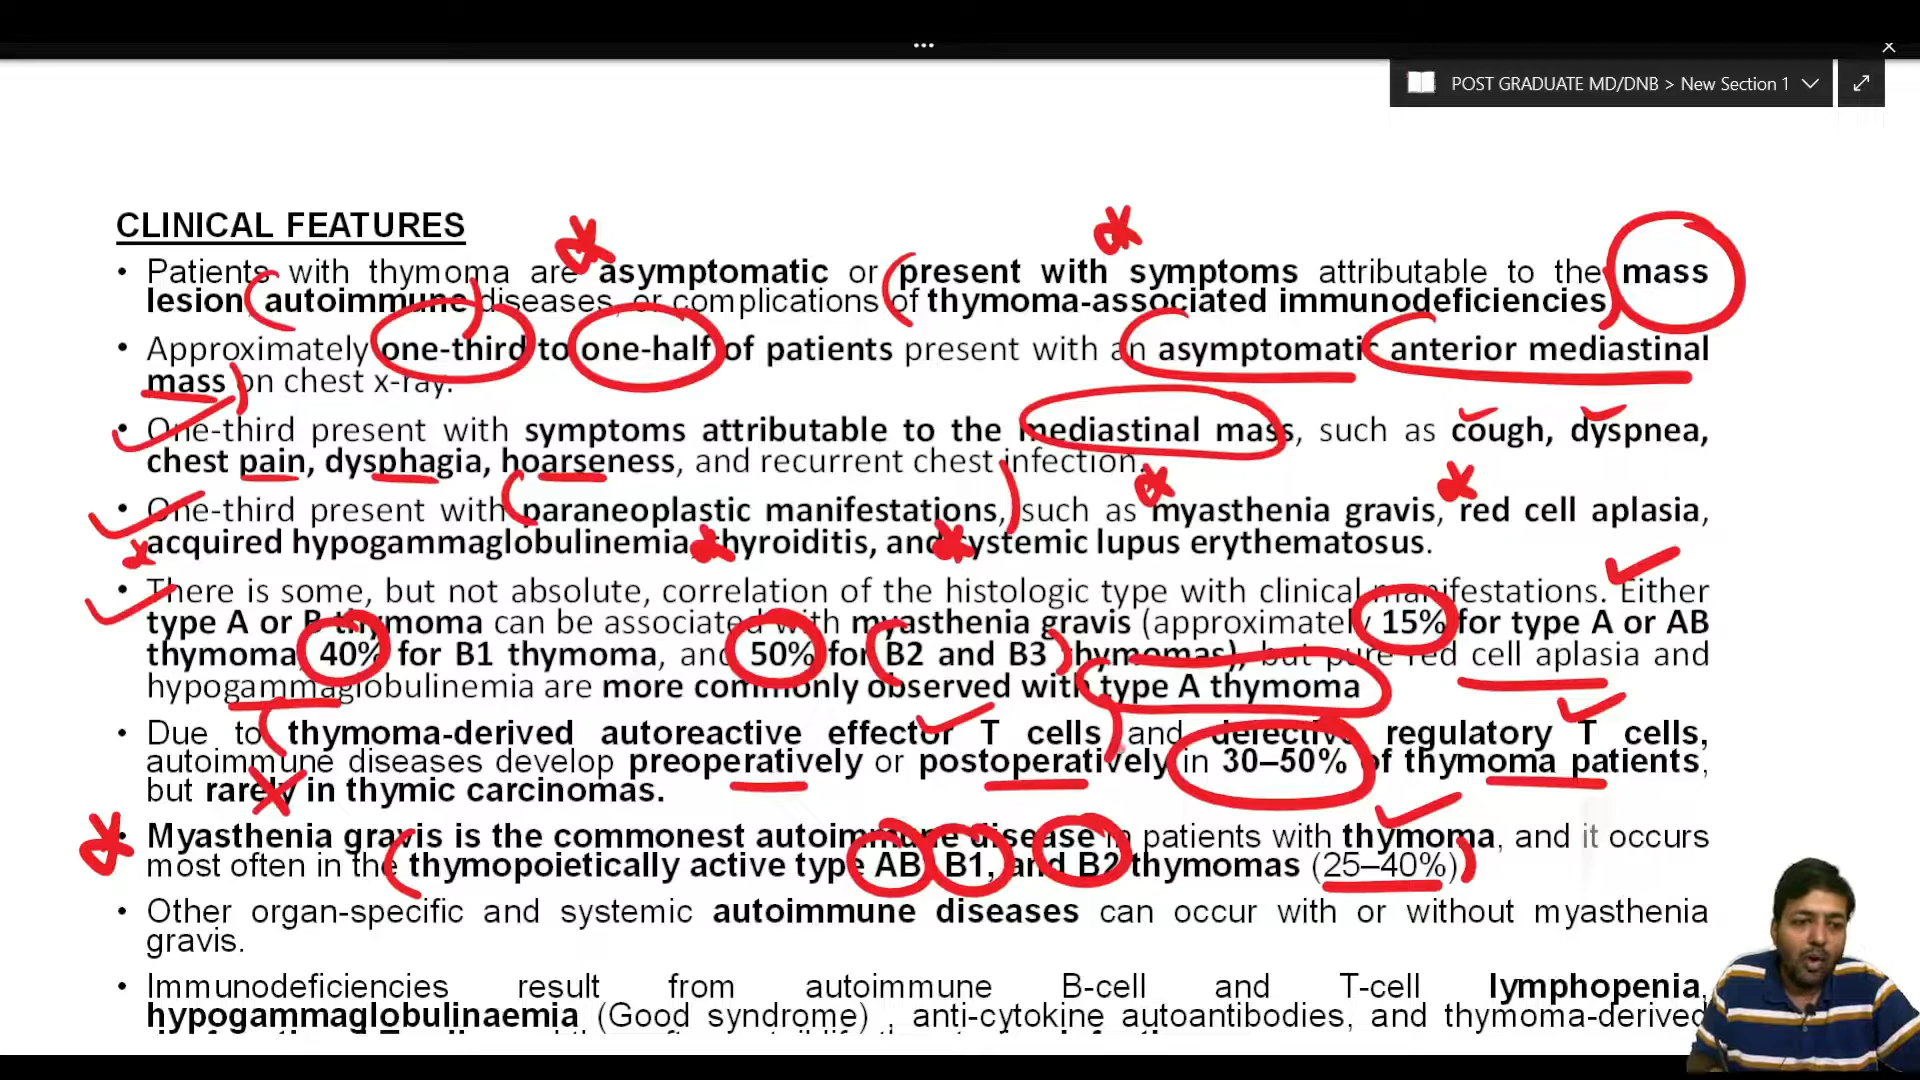 POST GRADUATE MD/DNB > New Section 1
CLINICAL FEATURES
• Patients with thymoma are asymptomatic or present with symptoms attributable to the mass
lesion, autoimmune diseases, or complications of thymoma-associated immunodeficiencies
• Approximately one-third to one-half of patients present with an asymptomatic anterior mediastinal
mass on chest x-ray.
• One-third present with symptoms attributable to the mediastinal mass, such as cough, dyspnea,
chest pain, dysphagia, hoarseness, and recurrent chest infection.
• One-third present with paraneoplastic manifestations, such as myasthenia gravis, red cell aplasia,
acquired hypogammaglobulinemia, thyroiditis, and systemic lupus erythematosus.
• There is some, but not absolute, correlation of the histologic type with clinical manifestations. Either
type A or B thymoma can be associated with myasthenia gravis (approximately 15% for type A or AB
thymoma, 40% for B1 thymoma, and 50% for B2 and B3 thymomas), but pure red cell aplasia and
hypogammaglobulinemia are more commonly observed with type A thymoma
• Due to thymoma-derived autoreactive effector T cells and defective regulatory T cells,
autoimmune diseases develop preoperatively or postoperatively in 30–50% of thymoma patients,
but rarely in thymic carcinomas.
• Myasthenia gravis is the commonest autoimmune disease in patients with thymoma, and it occurs
most often in the thymopoietically active type AB, B1, and B2 thymomas (25–40%)
• Other organ-specific and systemic autoimmune diseases can occur with or without myasthenia
gravis.
• Immunodeficiencies result from autoimmune B-cell and T-cell lymphopenia,
hypogammaglobulinaemia (Good syndrome) , anti-cytokine autoantibodies, and thymoma-derived